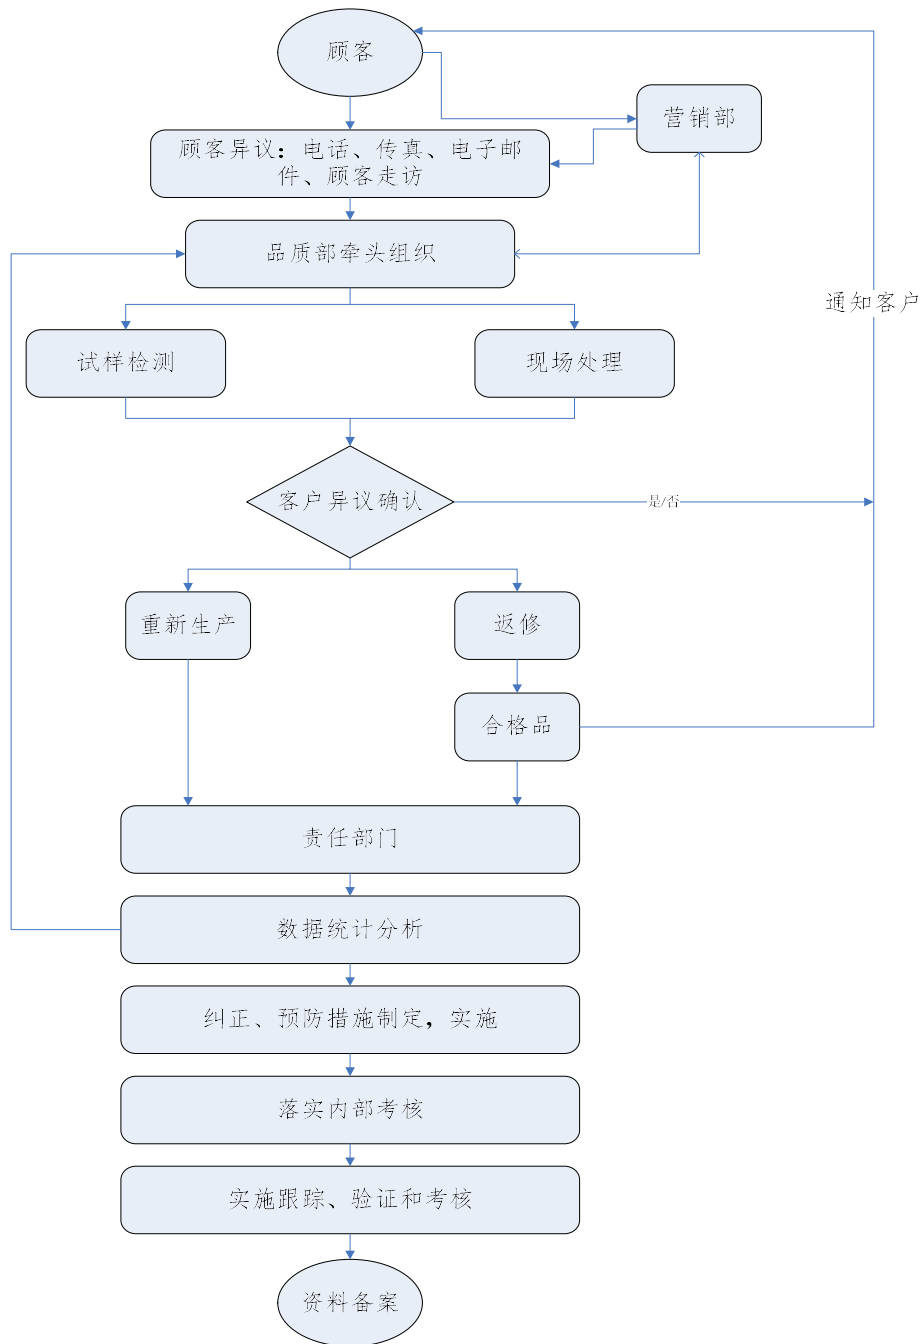 顾客
营销部
顾客异议：电话、传真、电子邮
件、顾客走访
品质部牵头组织
通知客户
试样检测
现场处理
客户异议确认
是/否
重新生产
返修
合格品
责任部门
数据统计分析
纠正、预防措施制定，实施
落实内部考核
实施跟踪、验证和考核
资料备案